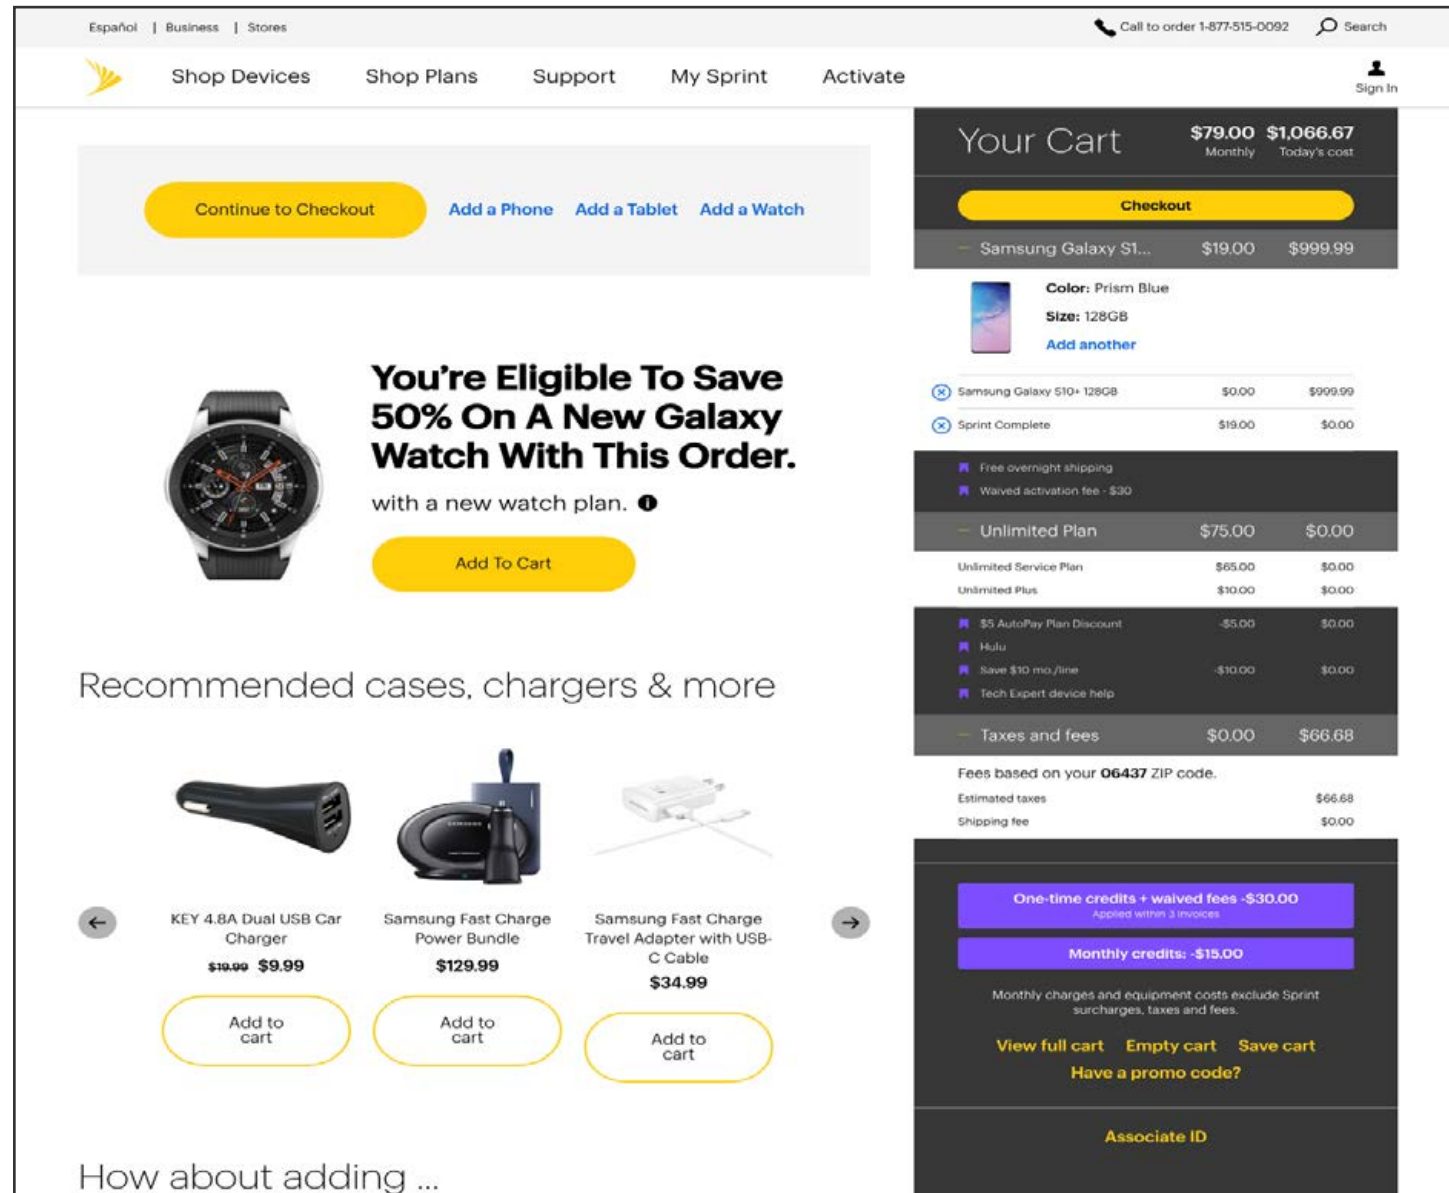 Español | Business | Stores
Call to order 1-877-515-0092 Search
Shop Devices Shop Plans Support My Sprint Activate
Sign In
Continue to Checkout Add a Phone Add a Tablet Add a Watch
You're Eligible To Save
50% On A New Galaxy
Watch With This Order.
with a new watch plan.
Add To Cart
Recommended cases, chargers & more
KEY 4.8A Dual USB Car
Charger
$19.99 $9.99
Add to
cart
Samsung Fast Charge
Power Bundle
$129.99
Add to
cart
Samsung Fast Charge
Travel Adapter with USB-
C Cable
$34.99
Add to
cart
How about adding ...
Your Cart $79.00 $1,066.67
Monthly Today's cost
Checkout
Samsung Galaxy S1... $19.00 $999.99
Color: Prism Blue
Size: 128GB
Add another
Samsung Galaxy S10+ 128GB $0.00 $999.99
Sprint Complete $19.00 $0.00
Free overnight shipping
Waived activation fee - $30
Unlimited Plan $75.00 $0.00
Unlimited Service Plan $65.00 $0.00
Unlimited Plus $10.00 $0.00
$5 AutoPay Plan Discount -$5.00 $0.00
Hulu
Save $10 mo./line -$10.00 $0.00
Tech Expert device help
Taxes and fees $0.00 $66.68
Fees based on your 06437 ZIP code.
Estimated taxes $66.68
Shipping fee $0.00
One-time credits + waived fees -$30.00
Applied within 3 invoices
Monthly credits: -$15.00
Monthly charges and equipment costs exclude Sprint
surcharges, taxes and fees.
View full cart Empty cart Save cart
Have a promo code?
Associate ID